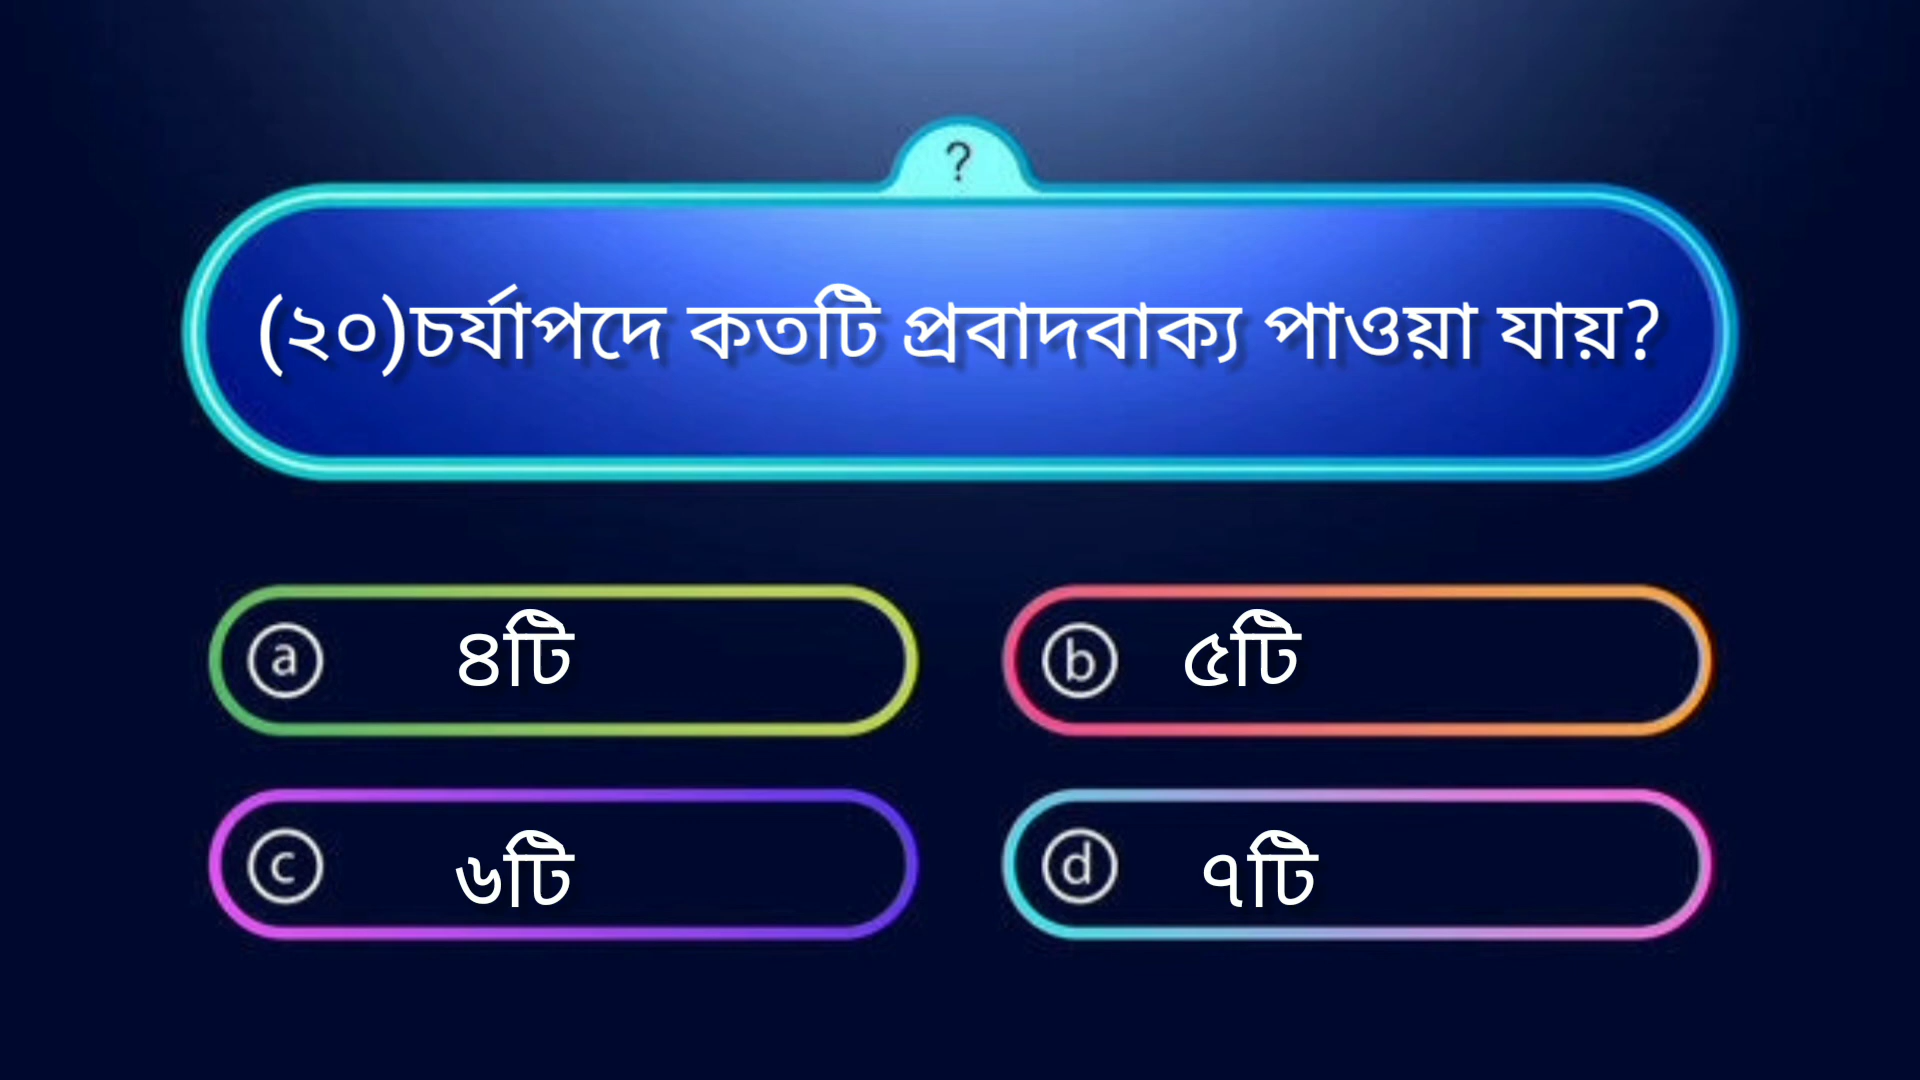 ?
(২০)চর্যাপদে কতটি প্রবাদবাক্য পাওয়া যায়?
a ৪টি
b ৫টি
c ৬টি
d ৭টি